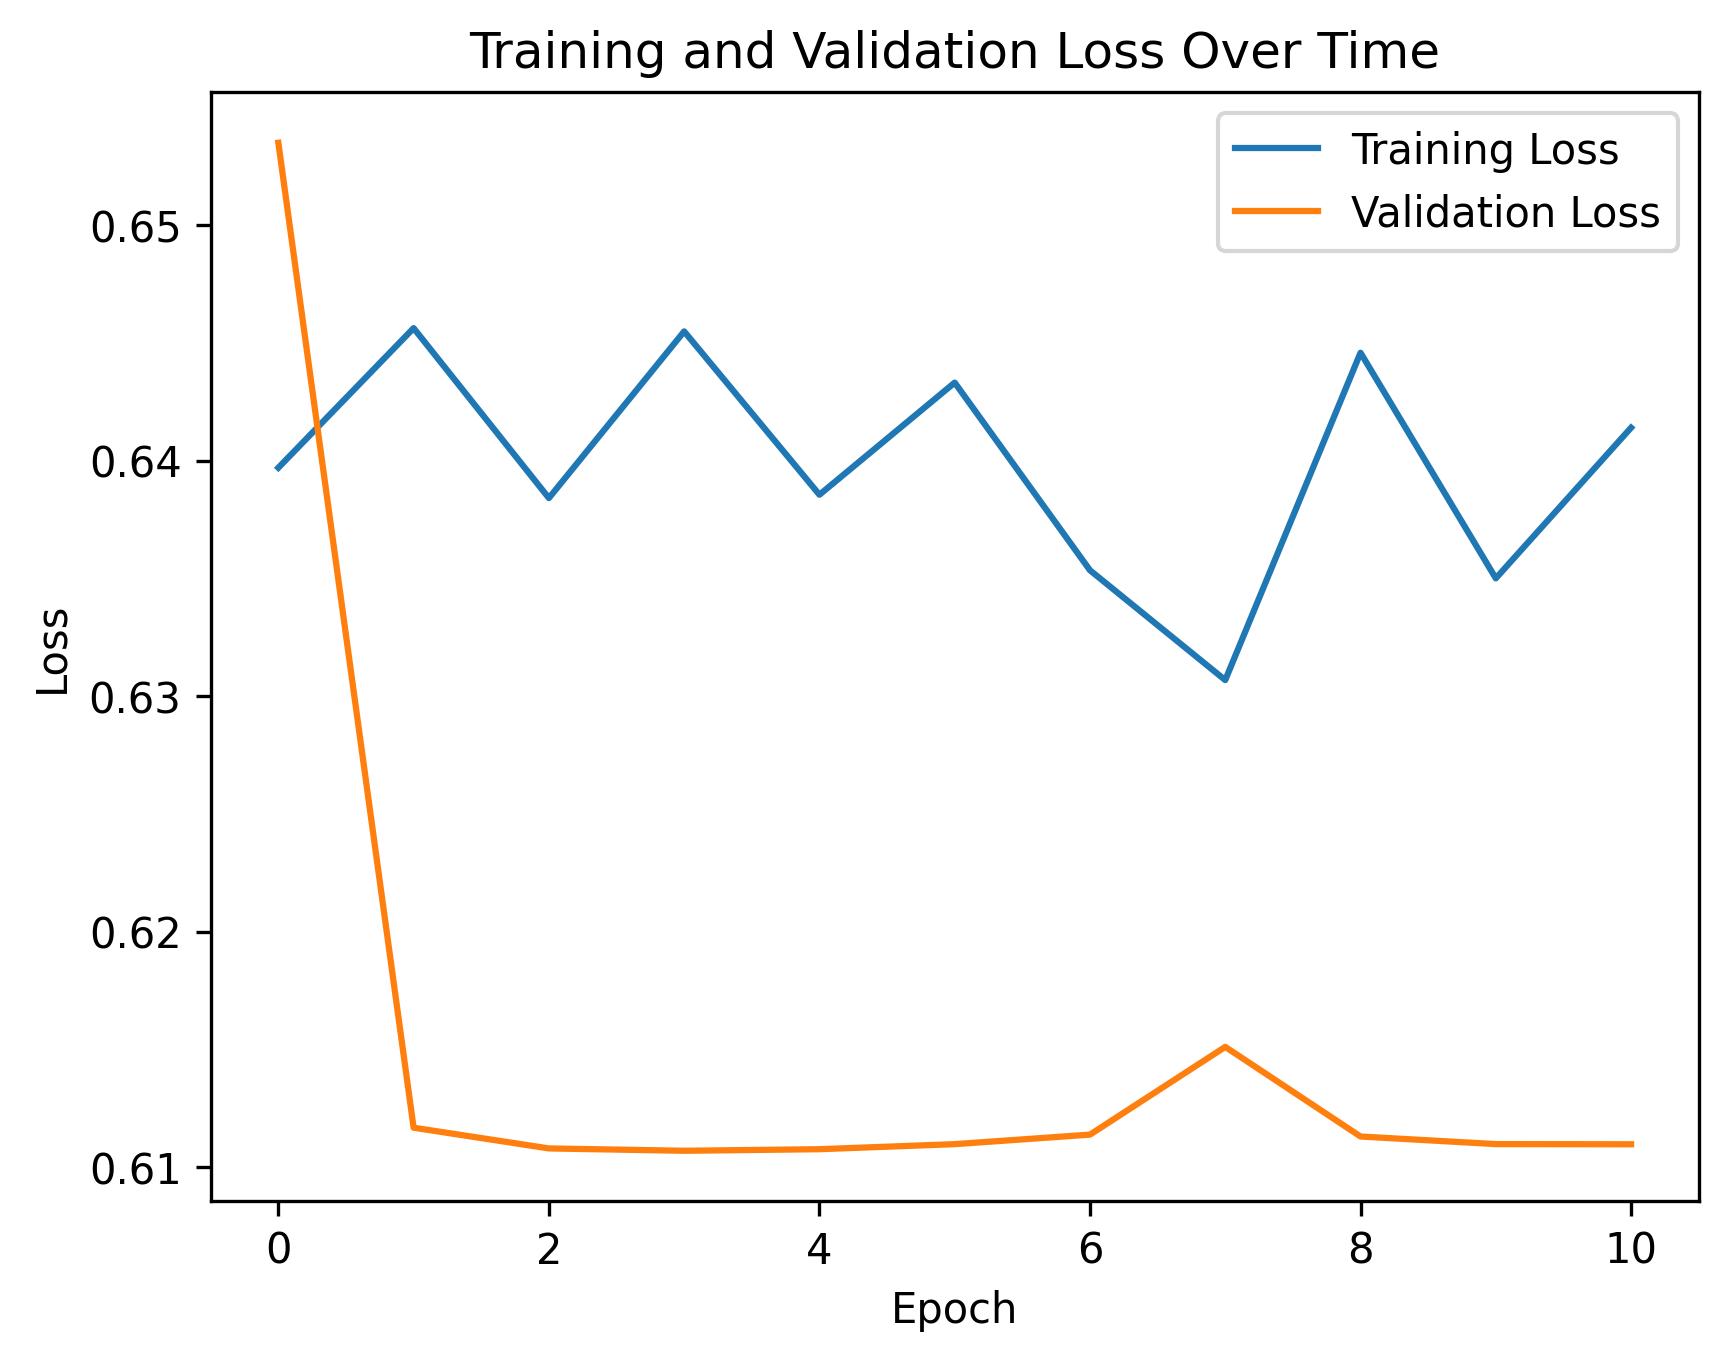 Training and Validation Loss Over Time
Training Loss
Validation Loss
Loss
0.65
0.64
0.63
0.62
0.61
0 2 4 6 8 10
Epoch